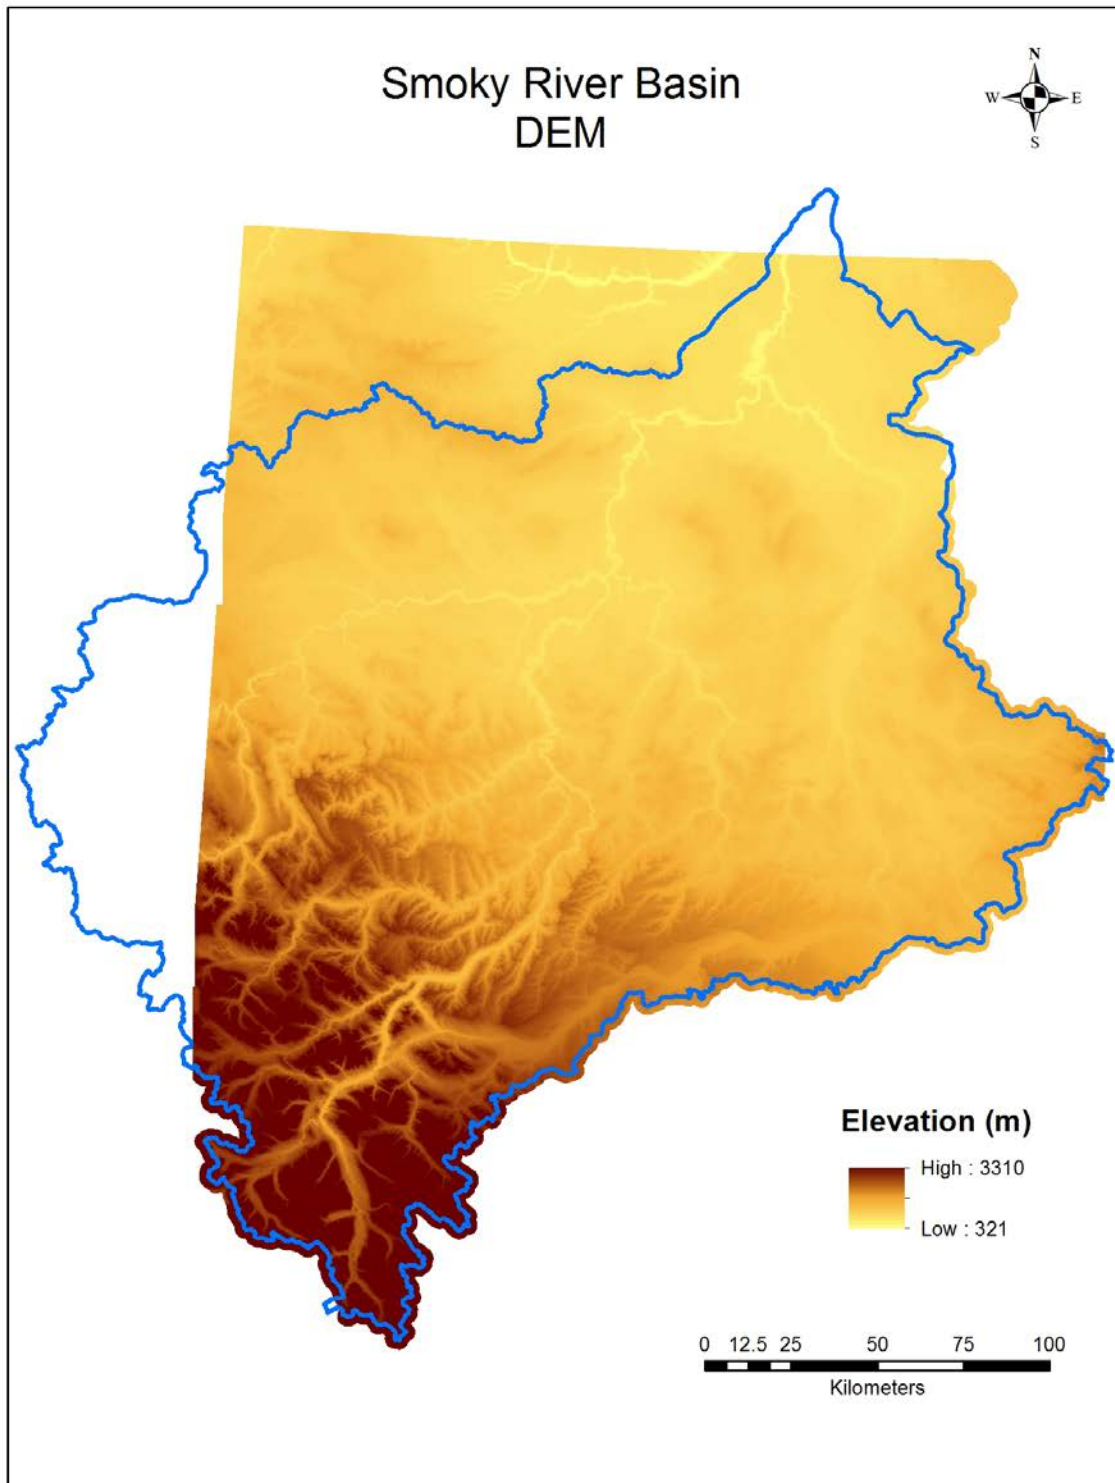 Smoky River Basin
DEM
N
W E
S
Elevation (m)
High : 3310
Low : 321
0 12.5 25 50 75 100
Kilometers